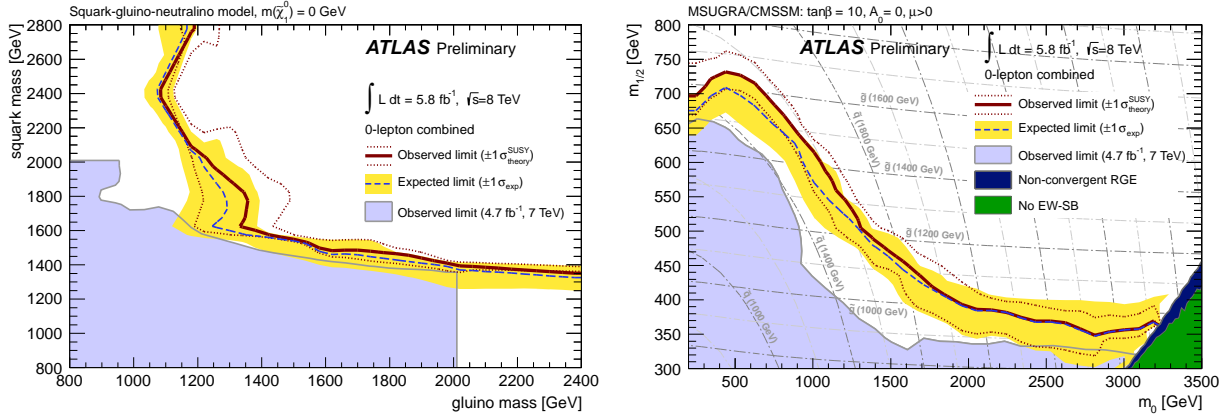 Squark-gluino-neutralino model, m(χ̃₁⁰) = 0 GeV
squark mass [GeV]
2800
2600
2400
2200
2000
1800
1600
1400
1200
1000
800
ATLAS Preliminary
∫ L dt = 5.8 fb⁻¹, √s=8 TeV
0-lepton combined
Observed limit (±1 σ^SUSY_theory)
Expected limit (±1 σ_exp)
Observed limit (4.7 fb⁻¹, 7 TeV)
800 1000 1200 1400 1600 1800 2000 2200 2400
gluino mass [GeV]
MSUGRA/CMSSM: tanβ = 10, A₀= 0, μ>0
m₁/₂ [GeV]
800
750
700
650
600
550
500
450
400
350
300
ATLAS Preliminary
∫ L dt = 5.8 fb⁻¹, √s=8 TeV
0-lepton combined
Observed limit (±1 σ^SUSY_theory)
Expected limit (±1 σ_exp)
Observed limit (4.7 fb⁻¹, 7 TeV)
Non-convergent RGE
No EW-SB
g̃ (1600 GeV)
q̃ (1800 GeV)
g̃ (1400 GeV)
g̃ (1200 GeV)
q̃ (1400 GeV)
g̃ (1000 GeV)
q̃ (1000 GeV)
500 1000 1500 2000 2500 3000 3500
m₀ [GeV]